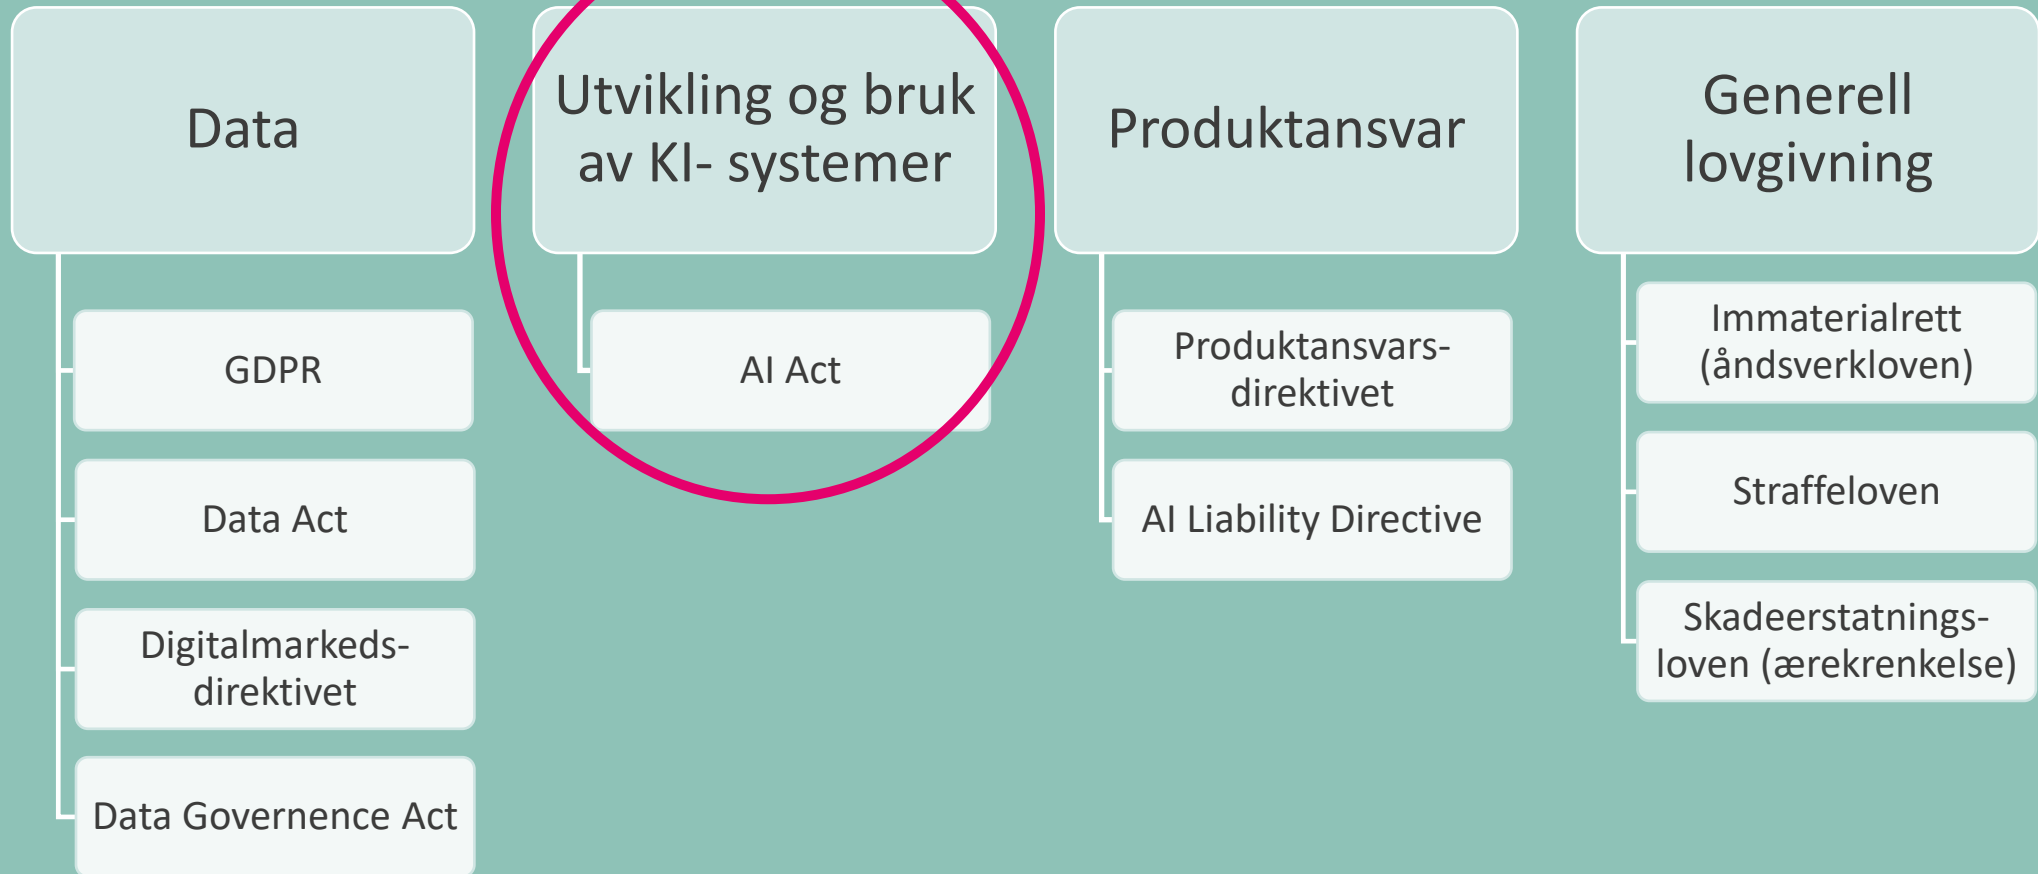 Data
GDPR
Data Act
Digitalmarkeds-
direktivet
Data Governence Act
Utvikling og bruk
av KI- systemer
AI Act
Produktansvar
Produktansvars-
direktivet
AI Liability Directive
Generell
lovgivning
Immaterialrett
(åndsverkloven)
Straffeloven
Skadeerstatnings-
loven (ærekrenkelse)